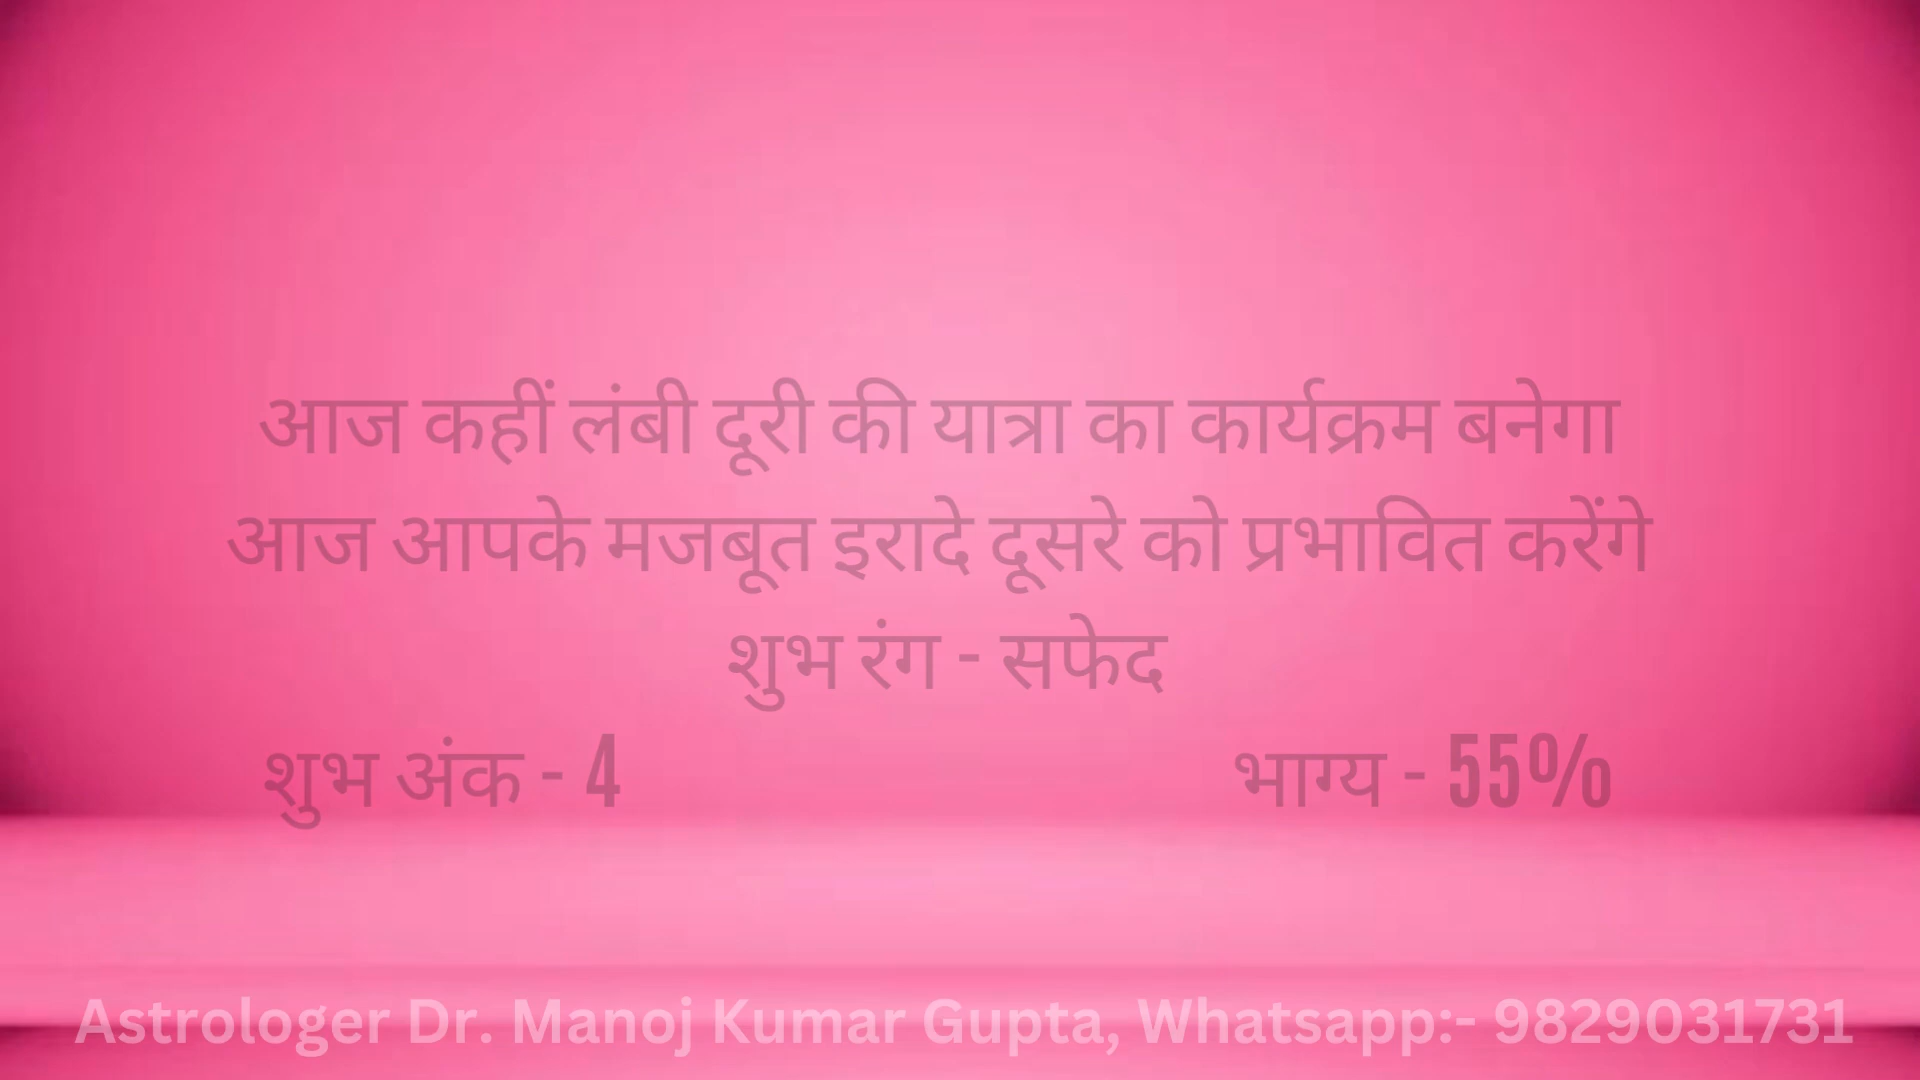 आज कहीं लंबी दूरी की यात्रा का कार्यक्रम बनेगा
आज आपके मजबूत इरादे दूसरे को प्रभावित करेंगे
शुभ रंग - सफेद
शुभ अंक - 4 भाग्य - 55%
Astrologer Dr. Manoj Kumar Gupta, Whatsapp:- 9829031731